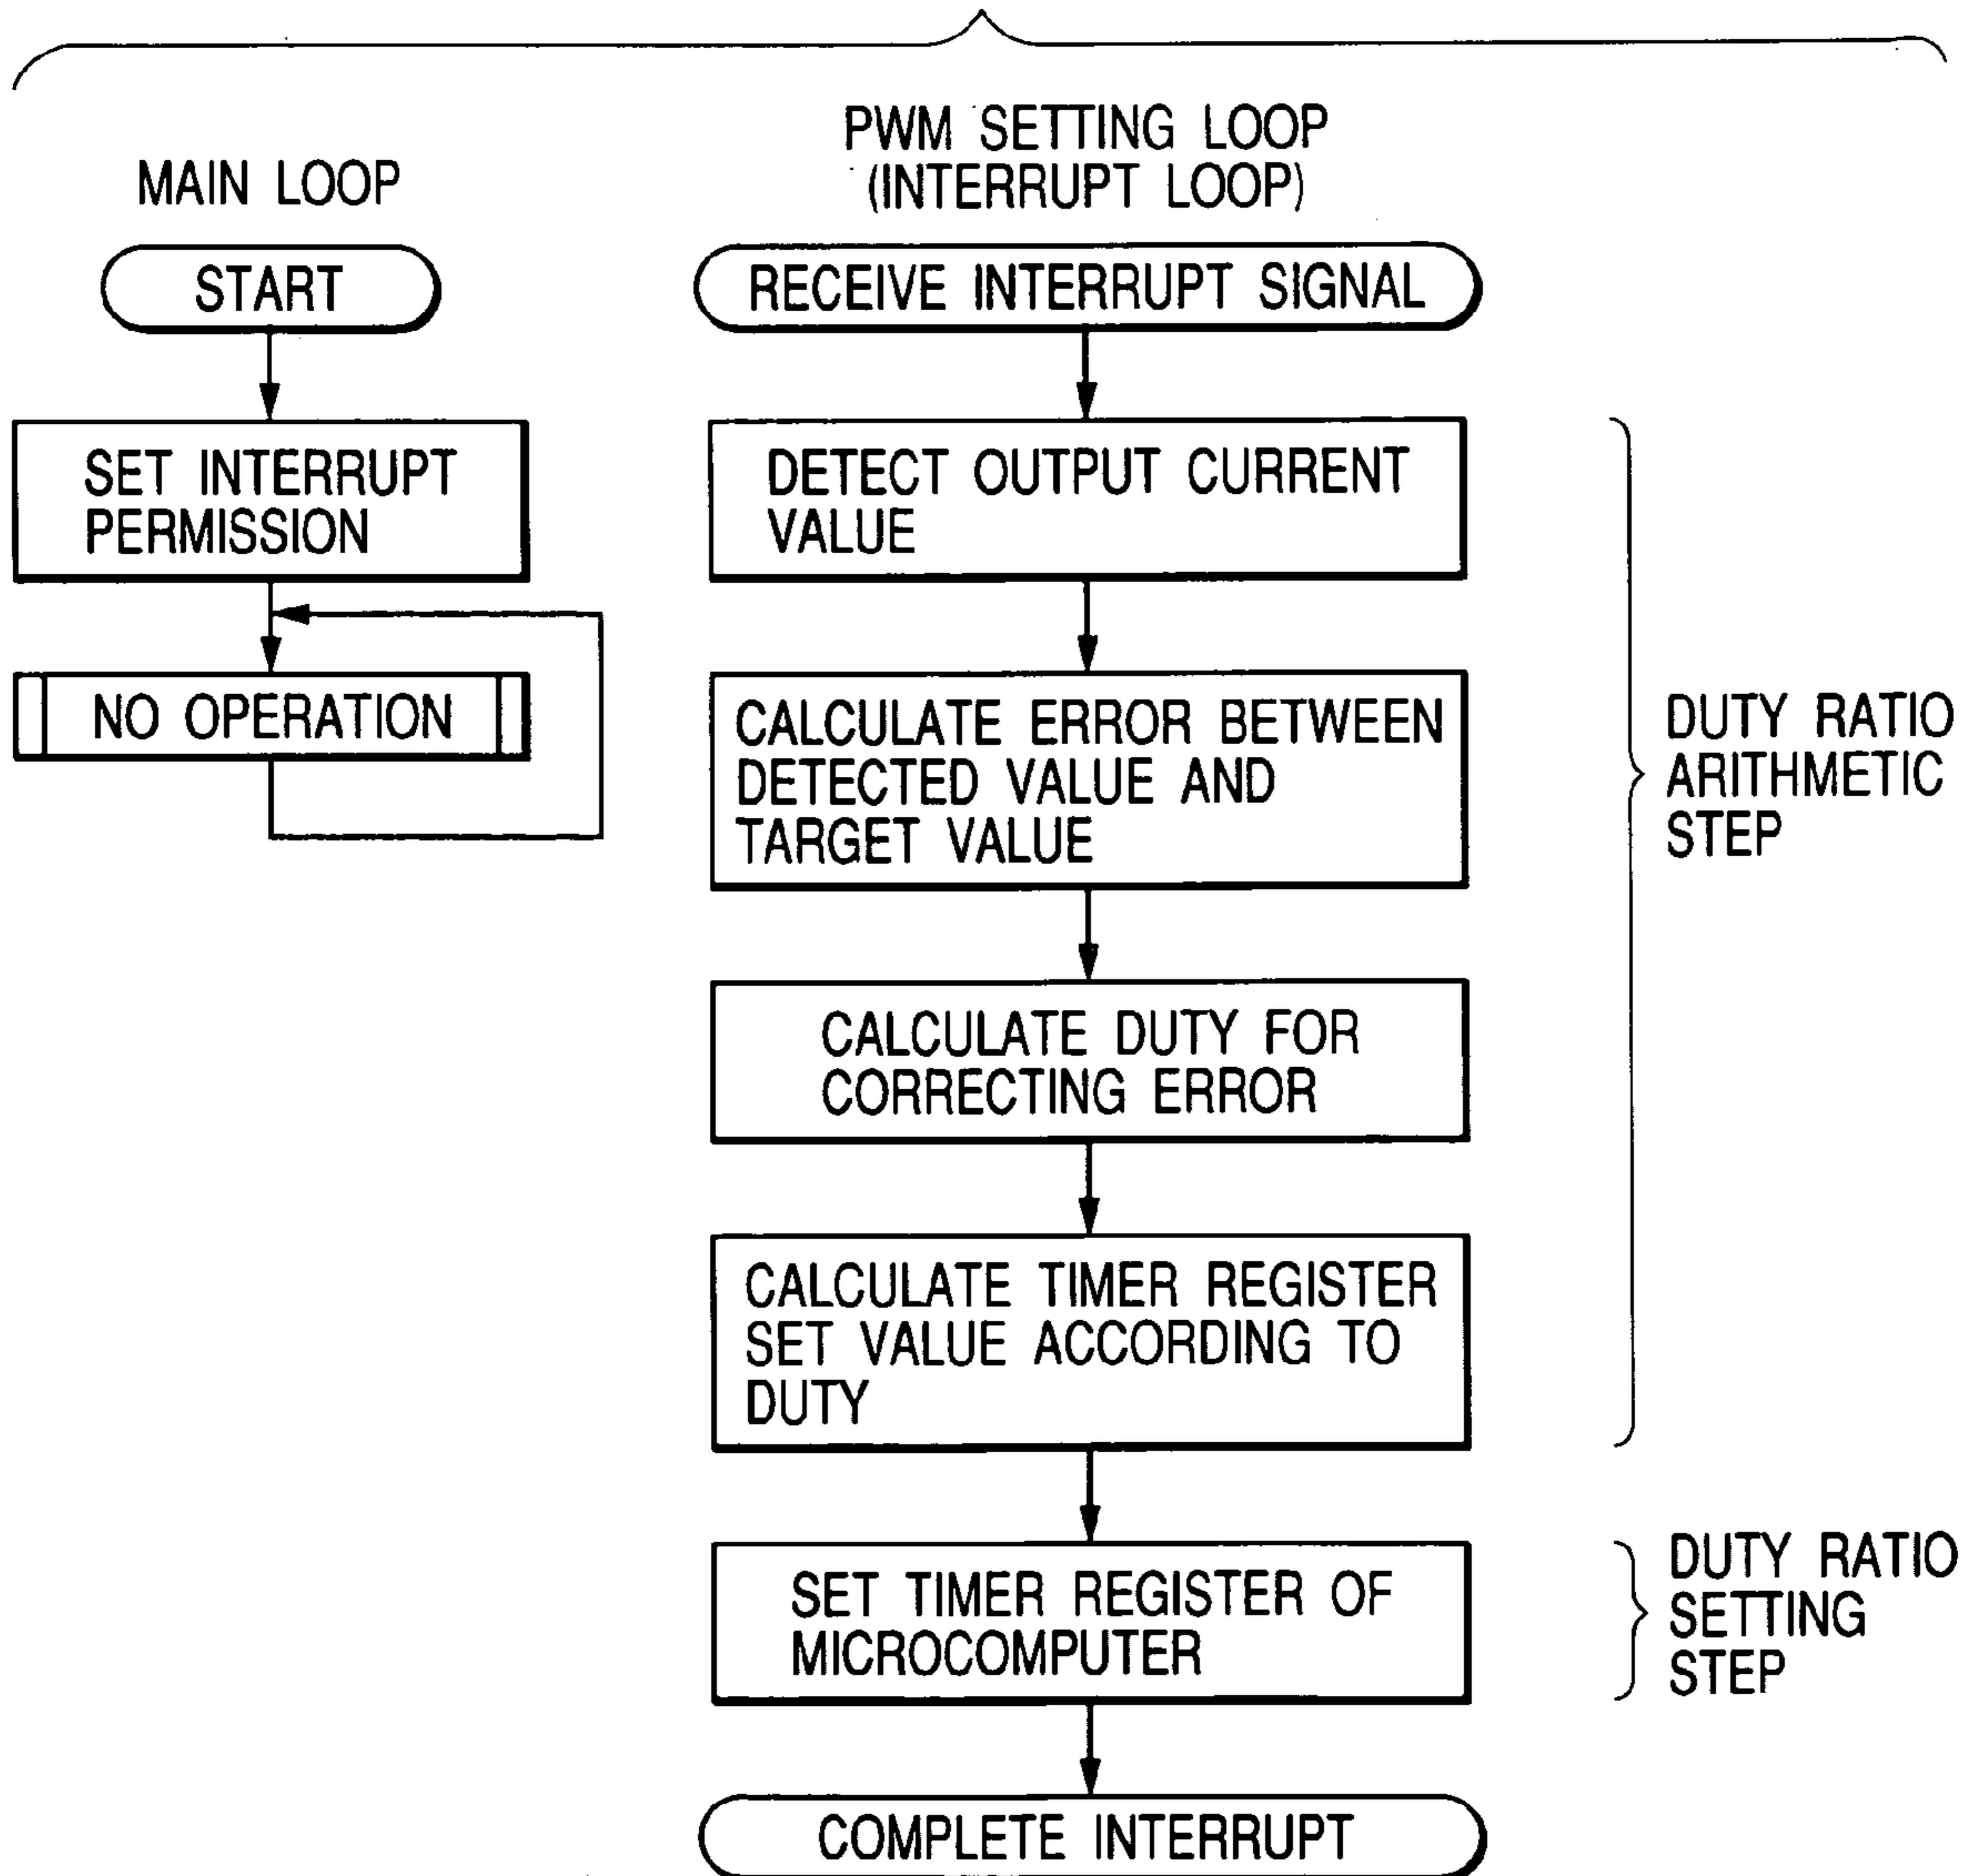 MAIN LOOP
START
SET INTERRUPT
PERMISSION
NO OPERATION
PWM SETTING LOOP
(INTERRUPT LOOP)
RECEIVE INTERRUPT SIGNAL
DETECT OUTPUT CURRENT
VALUE
CALCULATE ERROR BETWEEN
DETECTED VALUE AND
TARGET VALUE
CALCULATE DUTY FOR
CORRECTING ERROR
CALCULATE TIMER REGISTER
SET VALUE ACCORDING TO
DUTY
DUTY RATIO
ARITHMETIC
STEP
SET TIMER REGISTER OF
MICROCOMPUTER
DUTY RATIO
SETTING
STEP
COMPLETE INTERRUPT